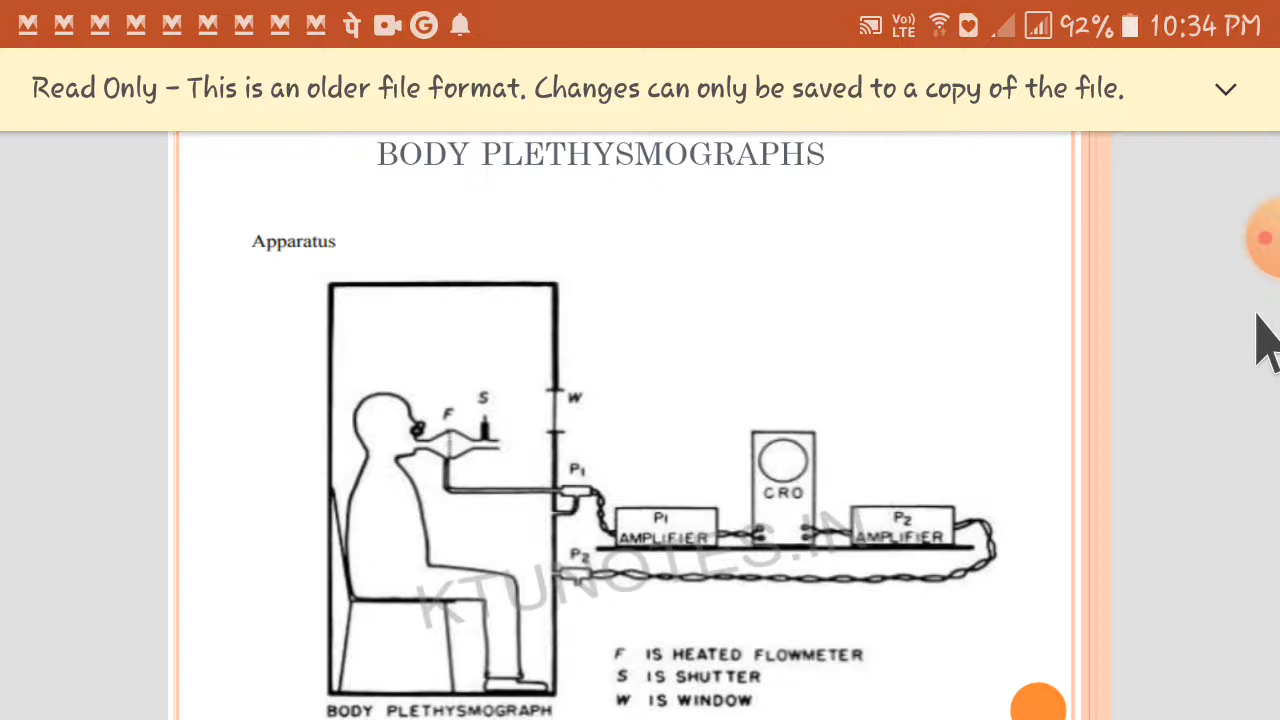 पे G Vo) LTE 92% 10:34 PM
Read Only – This is an older file format. Changes can only be saved to a copy of the file.
BODY PLETHYSMOGRAPHS
Apparatus
S
F
W
P1
CRO
P1
AMPLIFIER
P2
AMPLIFIER
P2
KTUNOTES.IN
F IS HEATED FLOWMETER
S IS SHUTTER
W IS WINDOW
BODY PLETHYSMOGRAPH